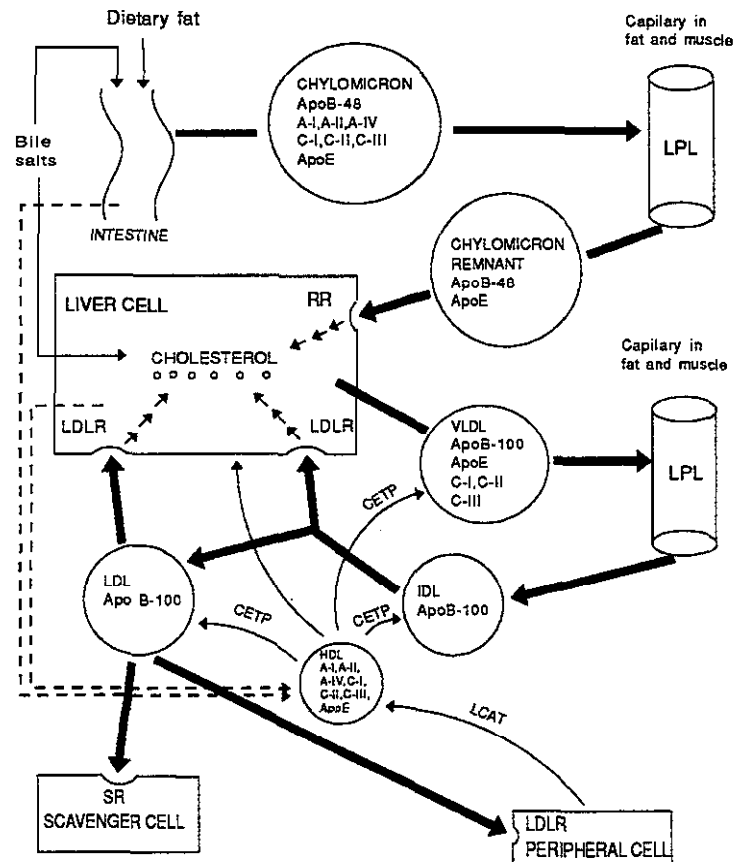 Dietary fat
Capilary in
fat and muscle
CHYLOMICRON
ApoB-48
A-I,A-II,A-IV
C-I,C-II,C-III
ApoE
Bile
salts
LPL
INTESTINE
CHYLOMICRON
REMNANT
ApoB-48
ApoE
LIVER CELL
RR
CHOLESTEROL
Capilary in
fat and muscle
LDLR
LDLR
VLDL
ApoB-100
ApoE
C-I,C-II
C-III
LPL
CETP
LDL
Apo B-100
IDL
ApoB-100
CETP
CETP
HDL
A-I,A-II,
A-IV,C-I,
C-II,C-III,
ApoE
LCAT
SR
SCAVENGER CELL
LDLR
PERIPHERAL CELL